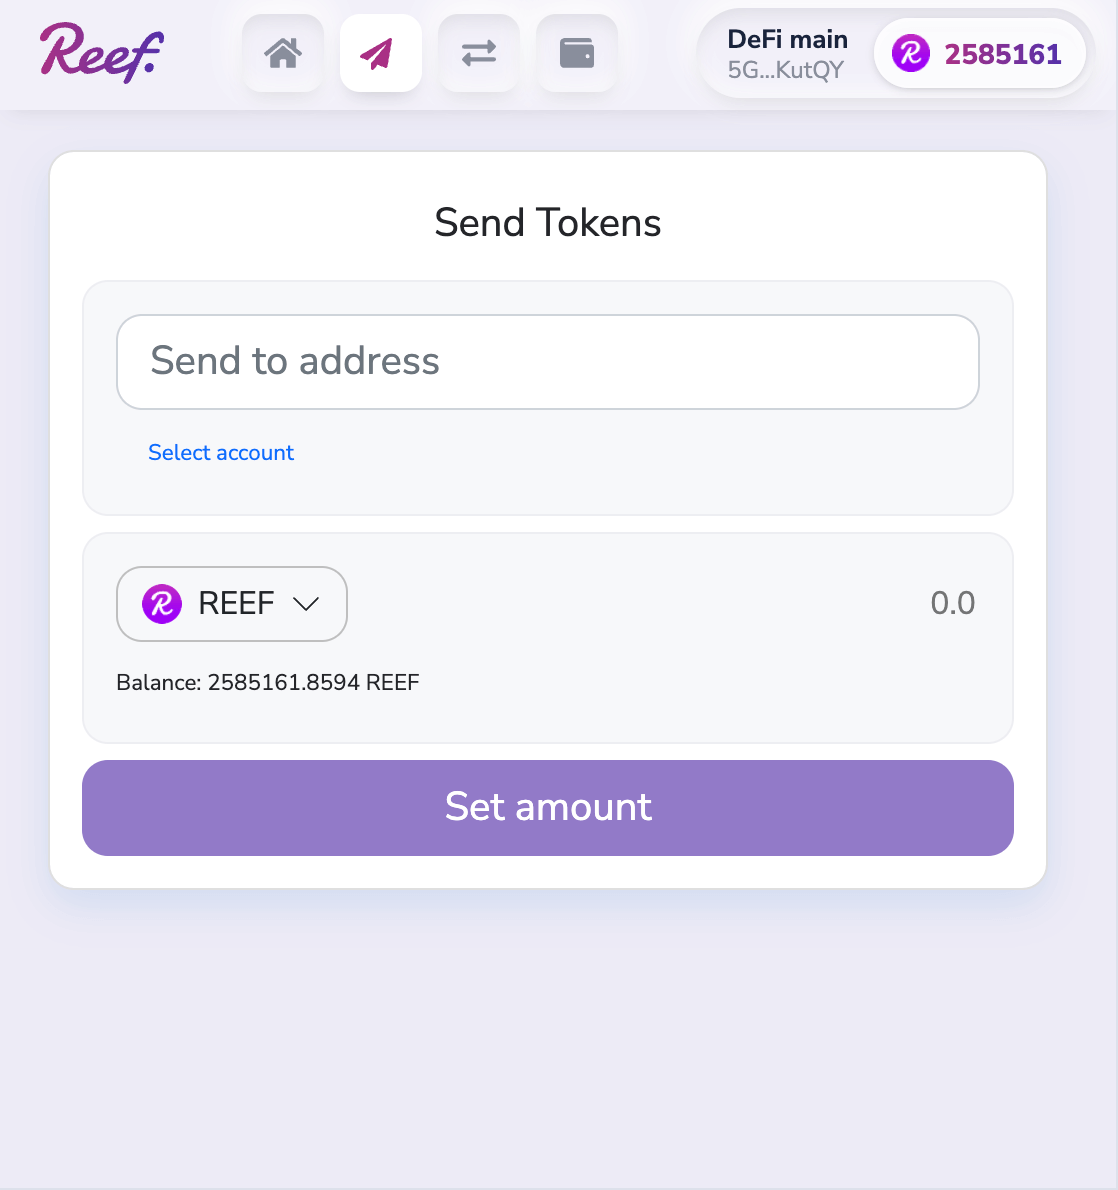 Reef.
DeFi main
5G...KutQY
2585161
Send Tokens
Send to address
Select account
REEF
0.0
Balance: 2585161.8594 REEF
Set amount